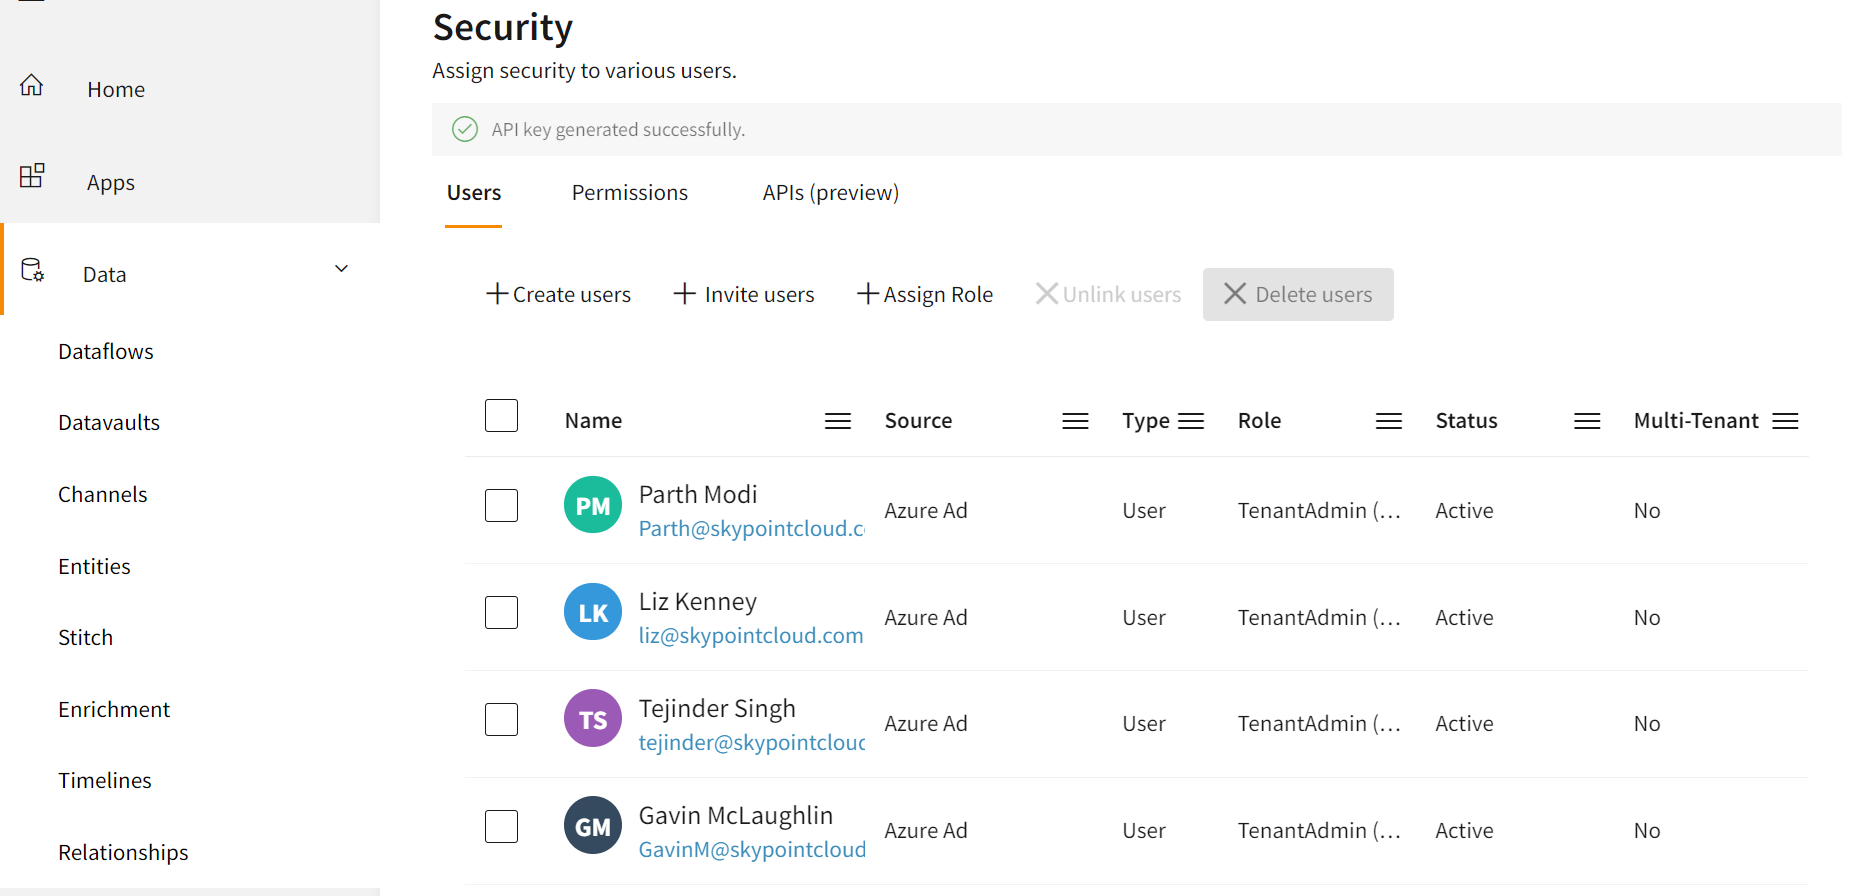 Security
Assign security to various users.
API key generated successfully.
Home
Apps
Data
Dataflows
Datavaults
Channels
Entities
Stitch
Enrichment
Timelines
Relationships
Users Permissions APIs (preview)
Create users Invite users Assign Role Unlink users Delete users
Name Source Type Role Status Multi-Tenant
PM Parth Modi Azure Ad User TenantAdmin (... Active No
Parth@skypointcloud.c
LK Liz Kenney Azure Ad User TenantAdmin (... Active No
liz@skypointcloud.com
TS Tejinder Singh Azure Ad User TenantAdmin (... Active No
tejinder@skypointcloud
GM Gavin McLaughlin Azure Ad User TenantAdmin (... Active No
GavinM@skypointcloud